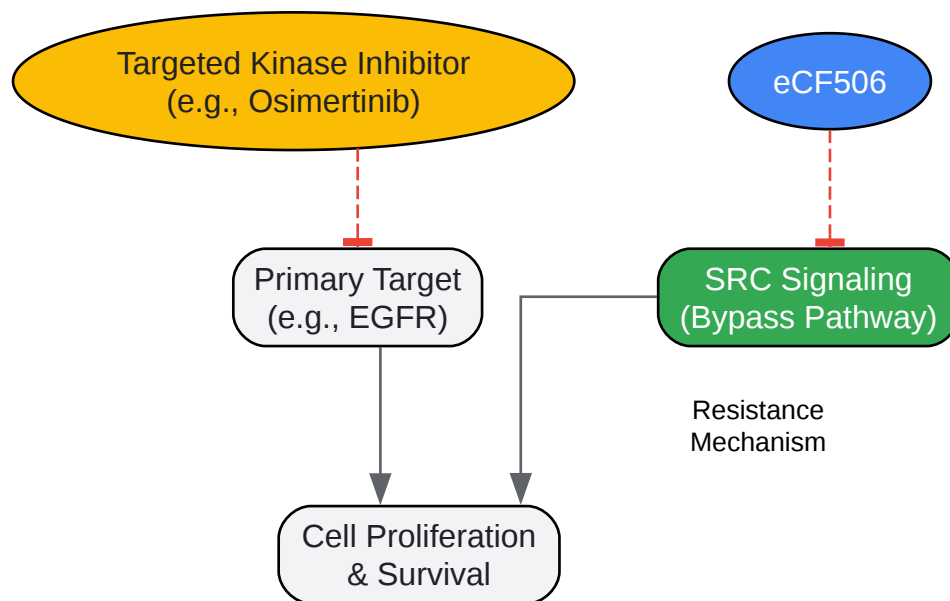 Targeted Kinase Inhibitor
(e.g., Osimertinib)
eCF506
Primary Target
(e.g., EGFR)
SRC Signaling
(Bypass Pathway)
Resistance
Mechanism
Cell Proliferation
& Survival